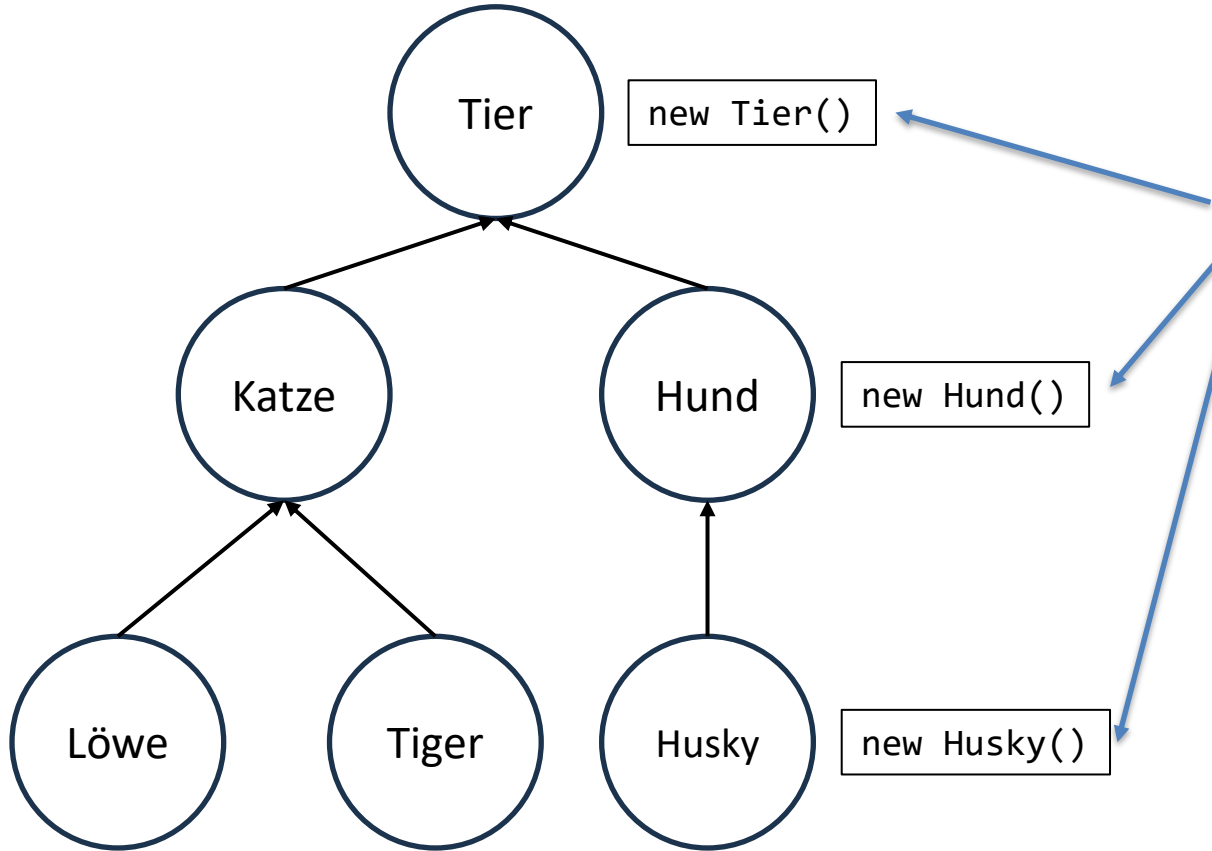 Tier
new Tier()
Katze
Hund
new Hund()
Löwe
Tiger
Husky
new Husky()